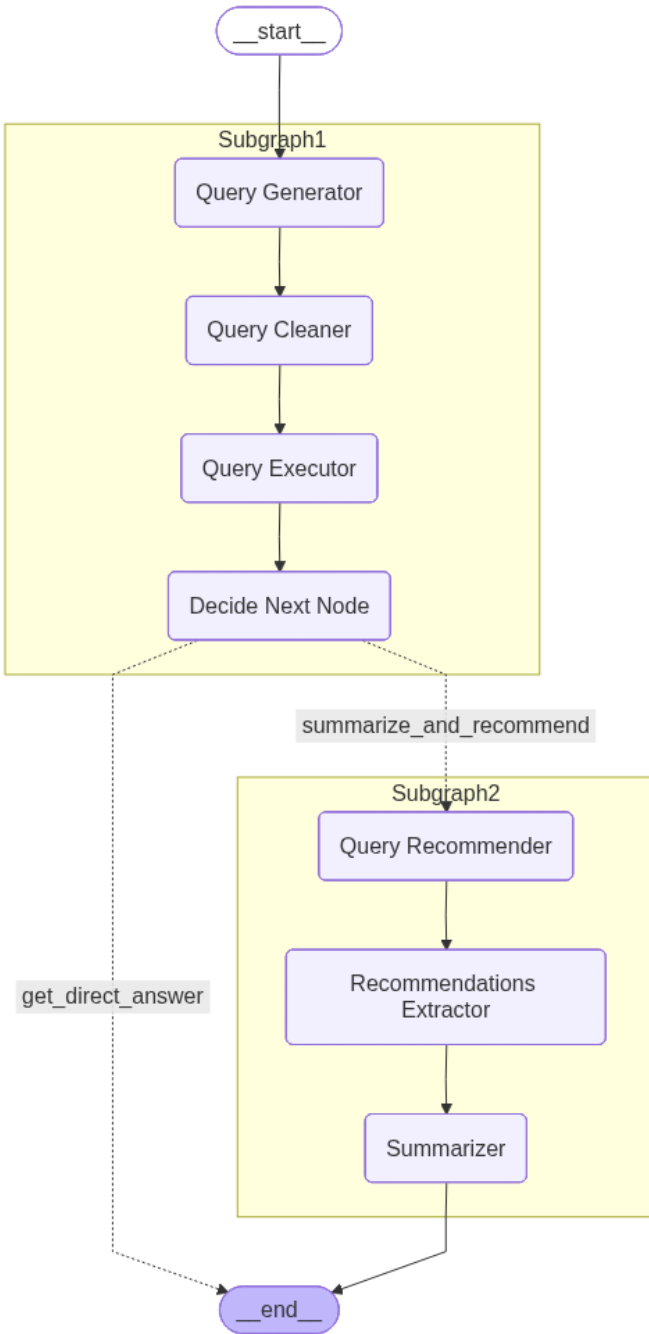 __start__
Subgraph1
Query Generator
Query Cleaner
Query Executor
Decide Next Node
summarize_and_recommend
Subgraph2
Query Recommender
get_direct_answer
Recommendations
Extractor
Summarizer
__end__